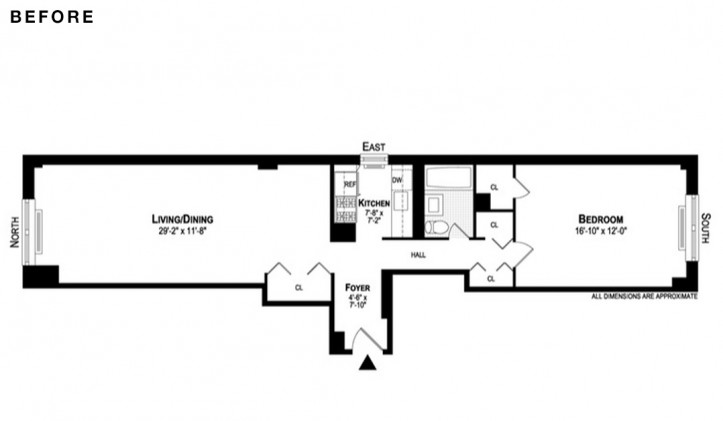 BEFORE
EAST
REF
DW
KITCHEN
7'-8" x
7'-2"
CL
CL
LIVING/DINING
29'-2" x 11'-8"
BEDROOM
16'-10" x 12'-0"
NORTH
SOUTH
HALL
CL
CL
FOYER
4'-6" x
7'-10"
ALL DIMENSIONS ARE APPROXIMATE